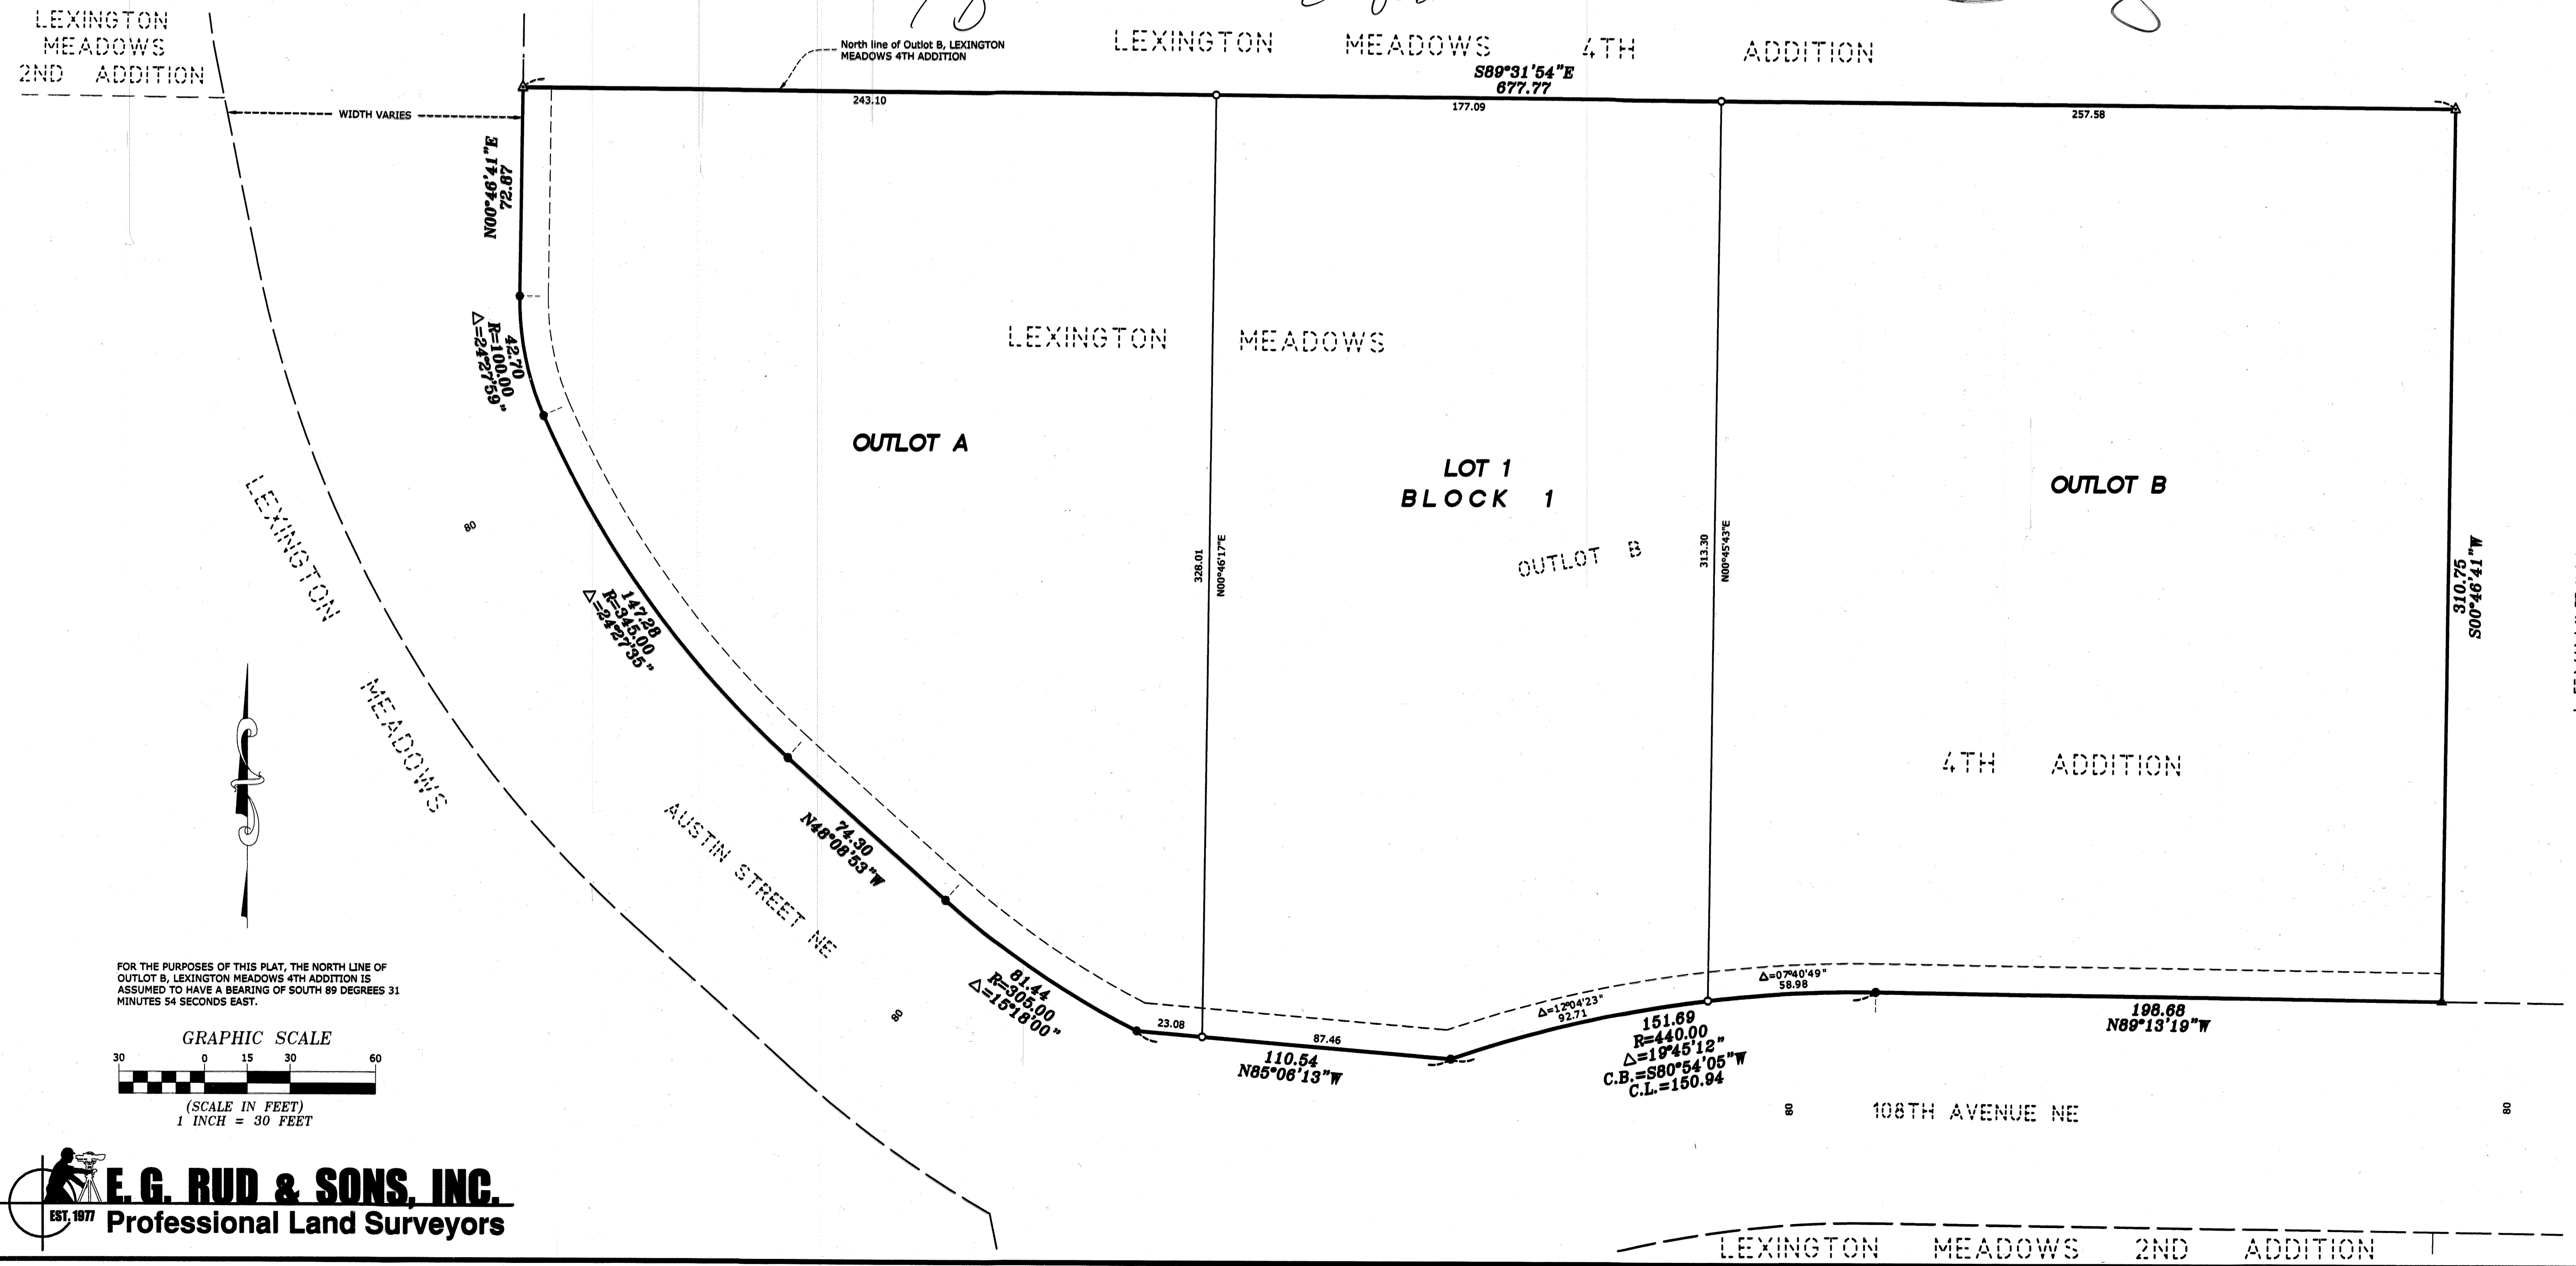 LEXINGTON
MEADOWS
2ND ADDITION
North line of Outlot B, LEXINGTON
MEADOWS 4TH ADDITION
LEXINGTON MEADOWS 4TH ADDITION
S89°31'54"E
677.77
243.10
177.09
257.58
WIDTH VARIES
N00°46'41"E
72.87
42.70
R=100.00
△=24°27'59"
LEXINGTON MEADOWS
OUTLOT A
LOT 1
BLOCK 1
OUTLOT B
OUTLOT B
328.01
N00°46'17"E
313.30
N00°45'43"E
310.75
S00°46'41"W
LEXINGTON
MEADOWS
80
147.28
R=345.00
△=24°27'35"
4TH ADDITION
74.30
N48°08'53"W
AUSTIN STREET NE
80
81.44
R=305.00
△=15°18'00"
23.08
87.46
110.54
N85°06'13"W
△=12°04'23"
92.71
△=07°40'49"
58.98
151.69
R=440.00
△=19°45'12"
C.B.=S80°54'05"W
C.L.=150.94
198.68
N89°13'19"W
80
108TH AVENUE NE
80
FOR THE PURPOSES OF THIS PLAT, THE NORTH LINE OF
OUTLOT B, LEXINGTON MEADOWS 4TH ADDITION IS
ASSUMED TO HAVE A BEARING OF SOUTH 89 DEGREES 31
MINUTES 54 SECONDS EAST.
GRAPHIC SCALE
30 0 15 30 60
(SCALE IN FEET)
1 INCH = 30 FEET
E. G. RUD & SONS, INC.
EST. 1977 Professional Land Surveyors
LEXINGTON MEADOWS 2ND ADDITION